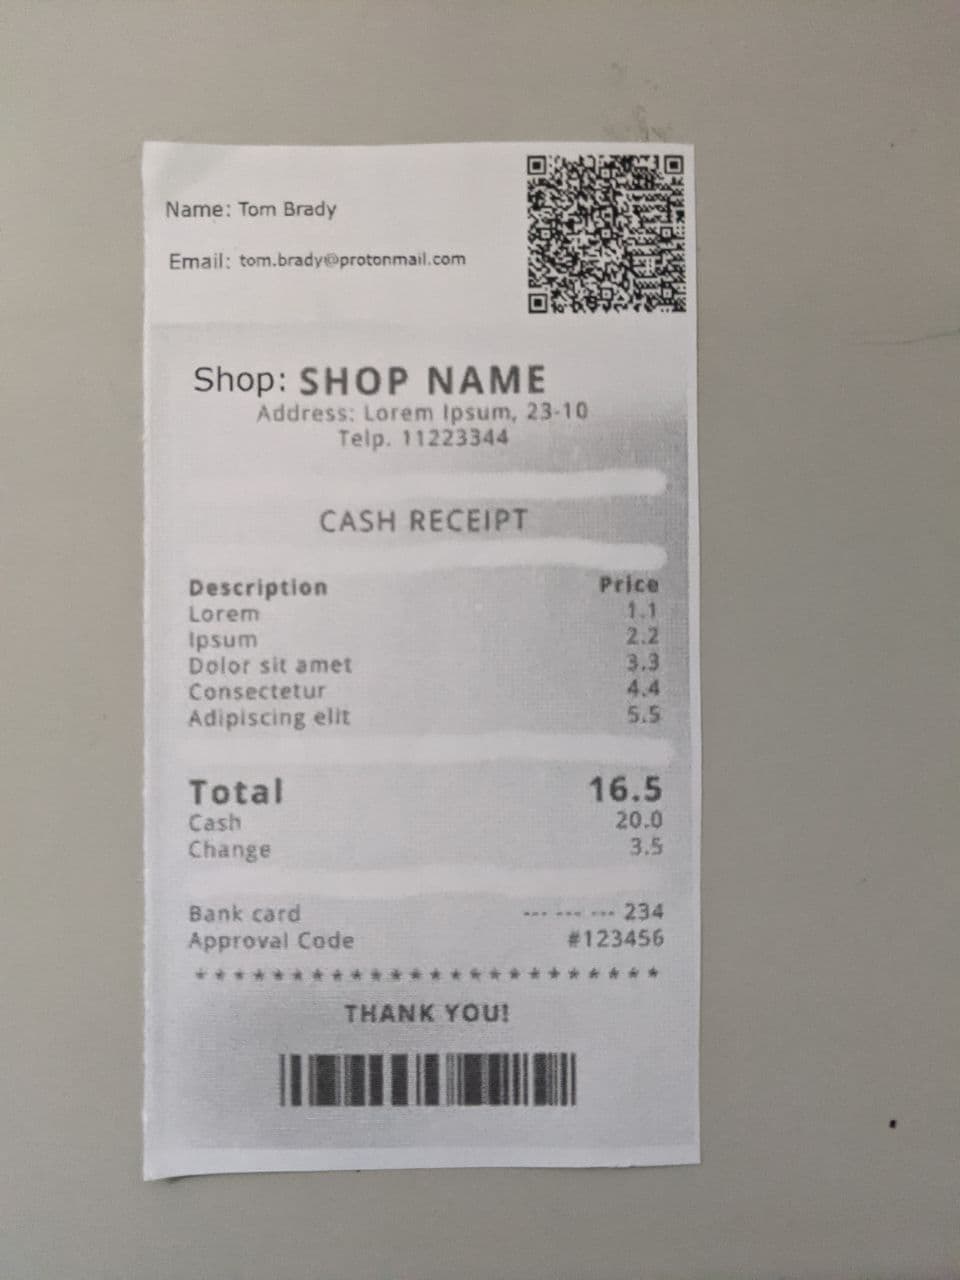 Name: Tom Brady
Email: tom.brady@protonmail.com
Shop: SHOP NAME
Address: Lorem Ipsum, 23-10
Telp. 11223344
CASH RECEIPT
Description Price
Lorem 1.1
Ipsum 2.2
Dolor sit amet 3.3
Consectetur 4.4
Adipiscing elit 5.5
Total 16.5
Cash 20.0
Change 3.5
Bank card --- --- --- 234
Approval Code #123456
************************
THANK YOU!